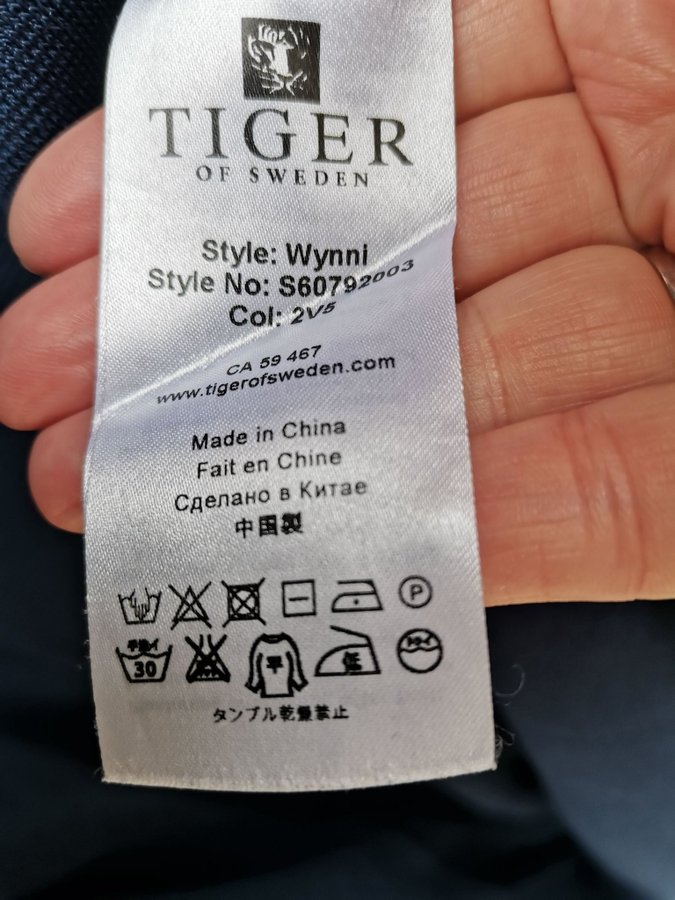 TIGER
OF SWEDEN
Style: Wynni
Style No: S60792003
Col: 2V5
CA 59 467
www.tigerofsweden.com
Made in China
Fait en Chine
Сделано в Китае
中国製
P
手洗イ
30
平
低
ドライ
タンブル乾燥禁止